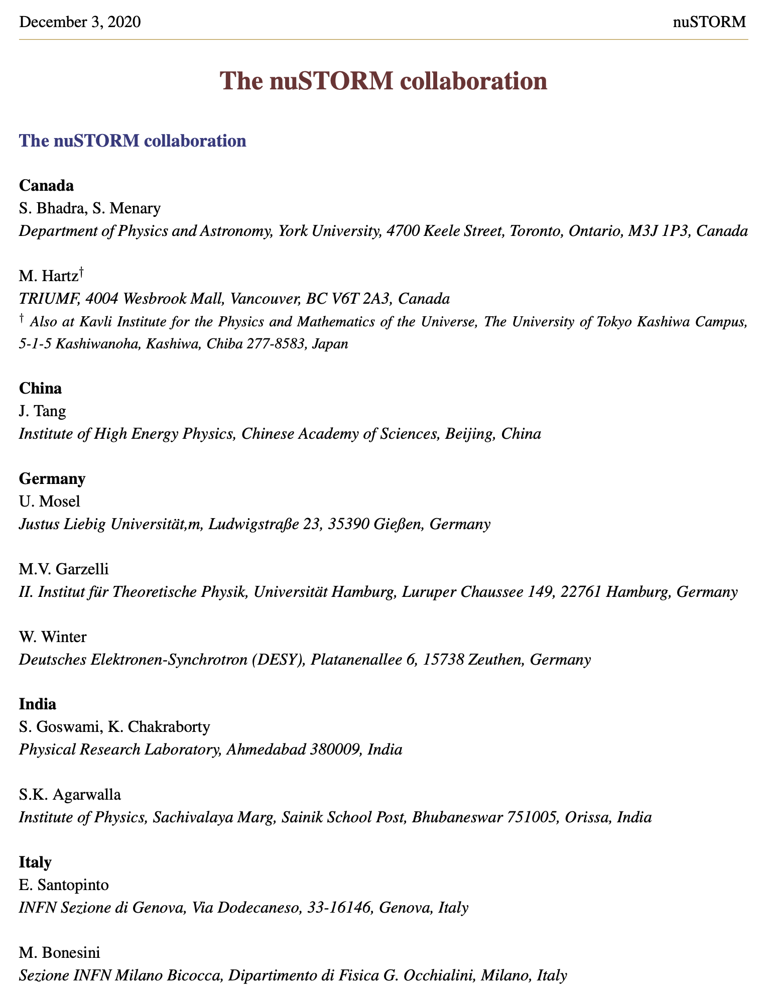 December 3, 2020 nuSTORM
The nuSTORM collaboration
The nuSTORM collaboration
Canada
S. Bhadra, S. Menary
Department of Physics and Astronomy, York University, 4700 Keele Street, Toronto, Ontario, M3J 1P3, Canada
M. Hartz†
TRIUMF, 4004 Wesbrook Mall, Vancouver, BC V6T 2A3, Canada
† Also at Kavli Institute for the Physics and Mathematics of the Universe, The University of Tokyo Kashiwa Campus,
5-1-5 Kashiwanoha, Kashiwa, Chiba 277-8583, Japan
China
J. Tang
Institute of High Energy Physics, Chinese Academy of Sciences, Beijing, China
Germany
U. Mosel
Justus Liebig Universität,m, Ludwigstraße 23, 35390 Gießen, Germany
M.V. Garzelli
II. Institut für Theoretische Physik, Universität Hamburg, Luruper Chaussee 149, 22761 Hamburg, Germany
W. Winter
Deutsches Elektronen-Synchrotron (DESY), Platanenallee 6, 15738 Zeuthen, Germany
India
S. Goswami, K. Chakraborty
Physical Research Laboratory, Ahmedabad 380009, India
S.K. Agarwalla
Institute of Physics, Sachivalaya Marg, Sainik School Post, Bhubaneswar 751005, Orissa, India
Italy
E. Santopinto
INFN Sezione di Genova, Via Dodecaneso, 33-16146, Genova, Italy
M. Bonesini
Sezione INFN Milano Bicocca, Dipartimento di Fisica G. Occhialini, Milano, Italy